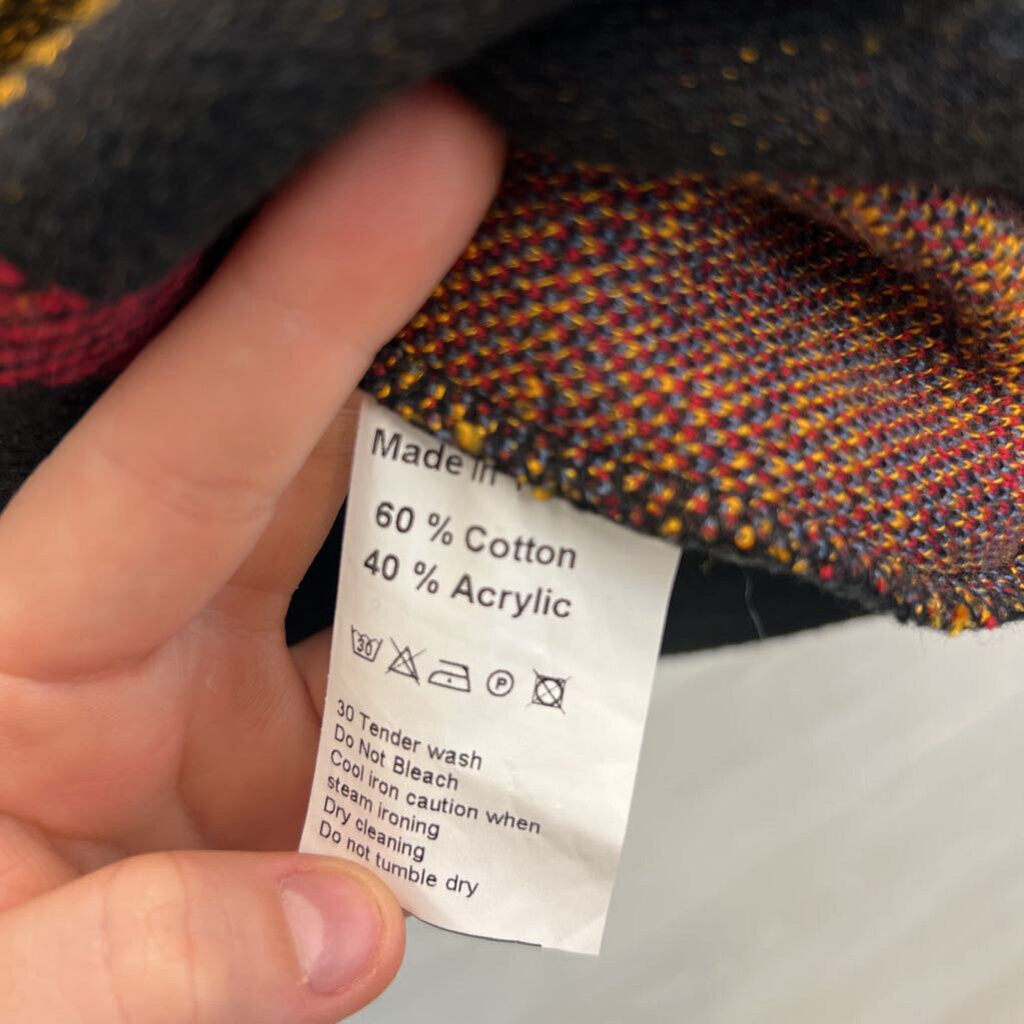 Made in
60 % Cotton
40 % Acrylic
30 P
30 Tender wash
Do Not Bleach
Cool iron caution when
steam ironing
Dry cleaning
Do not tumble dry